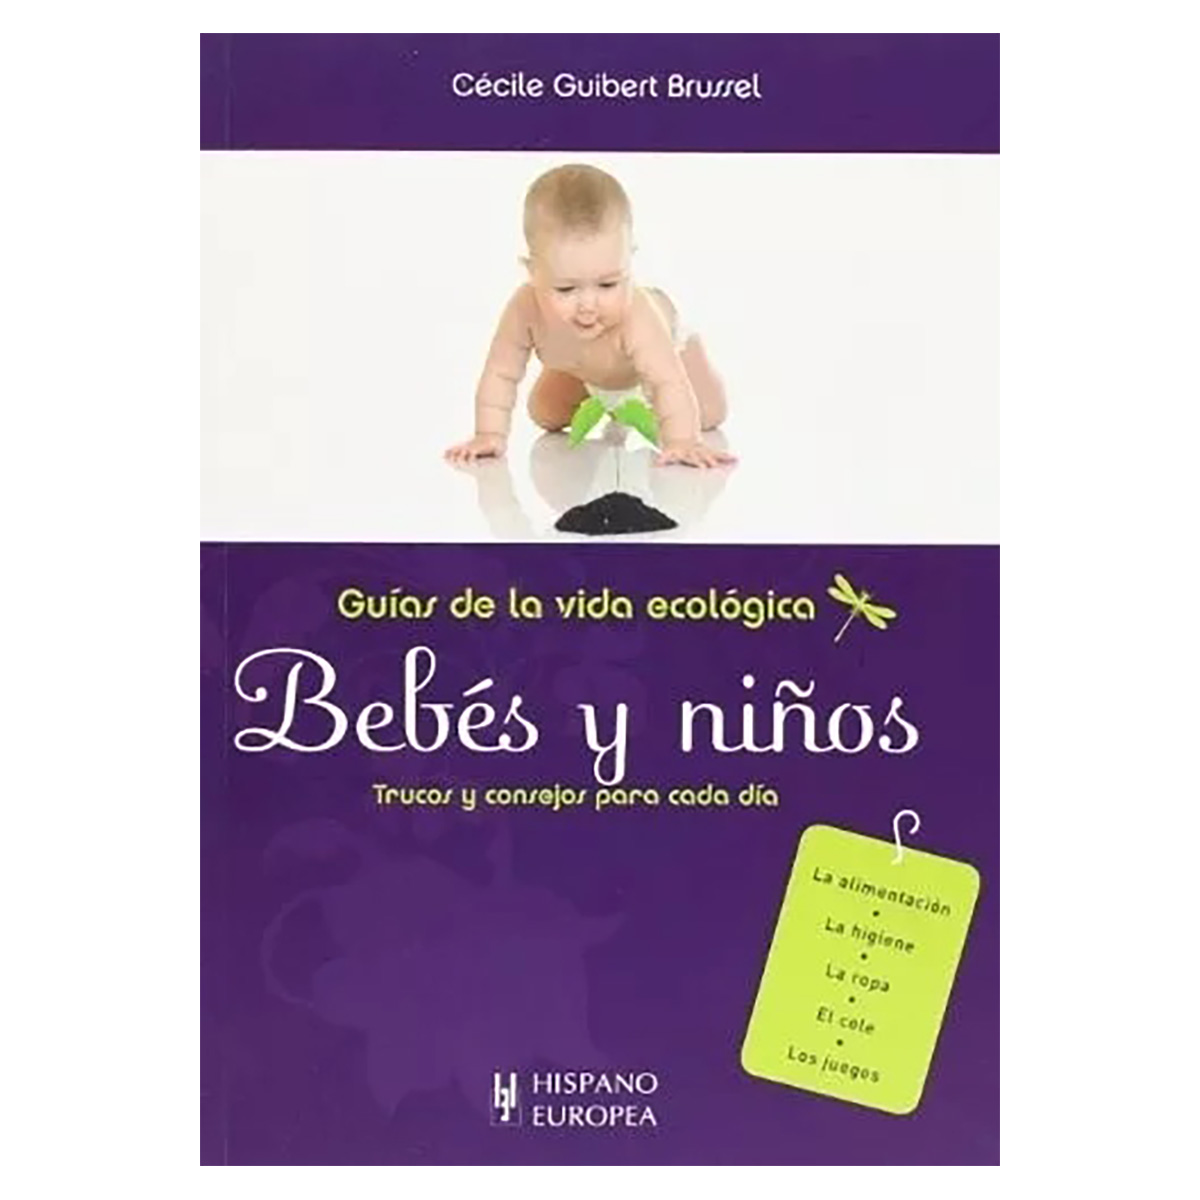 Cécile Guibert Brussel
Guías de la vida ecológica
Bebés y niños
Trucos y consejos para cada día
La alimentación
•
La higiene
•
La ropa
•
El cole
•
Los juegos
HISPANO
EUROPEA